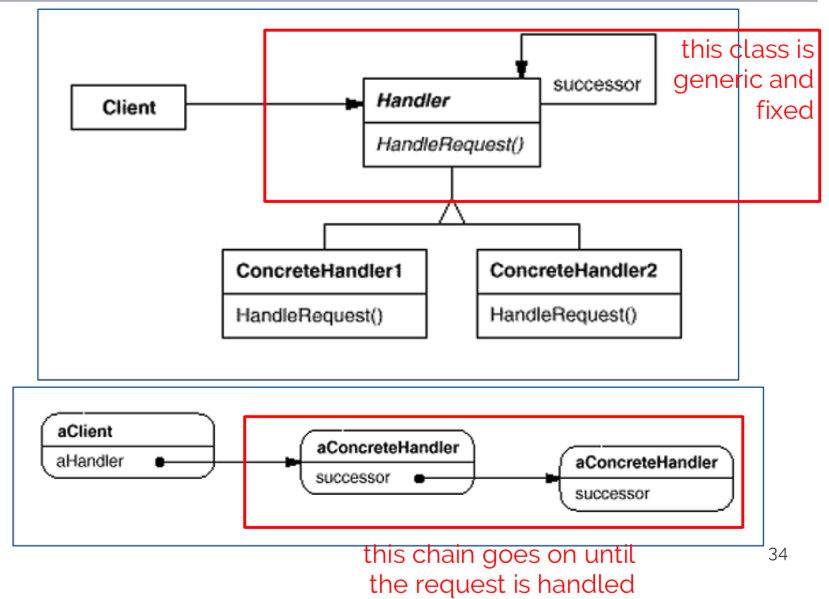 this class is
generic and
fixed
successor
Client
Handler
HandleRequest()
ConcreteHandler1
HandleRequest()
ConcreteHandler2
HandleRequest()
aClient
aHandler
aConcreteHandler
successor
aConcreteHandler
successor
this chain goes on until
the request is handled
34